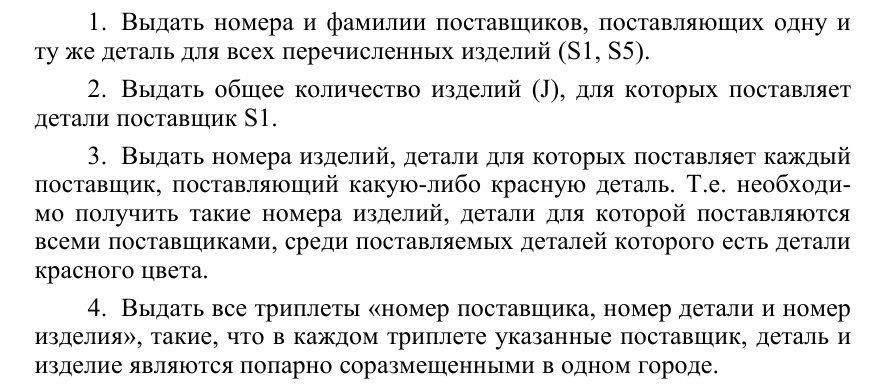 1. Выдать номера и фамилии поставщиков, поставляющих одну и
ту же деталь для всех перечисленных изделий (S1, S5).
2. Выдать общее количество изделий (J), для которых поставляет
детали поставщик S1.
3. Выдать номера изделий, детали для которых поставляет каждый
поставщик, поставляющий какую-либо красную деталь. Т.е. необходи-
мо получить такие номера изделий, детали для которой поставляются
всеми поставщиками, среди поставляемых деталей которого есть детали
красного цвета.
4. Выдать все триплеты «номер поставщика, номер детали и номер
изделия», такие, что в каждом триплете указанные поставщик, деталь и
изделие являются попарно соразмещенными в одном городе.